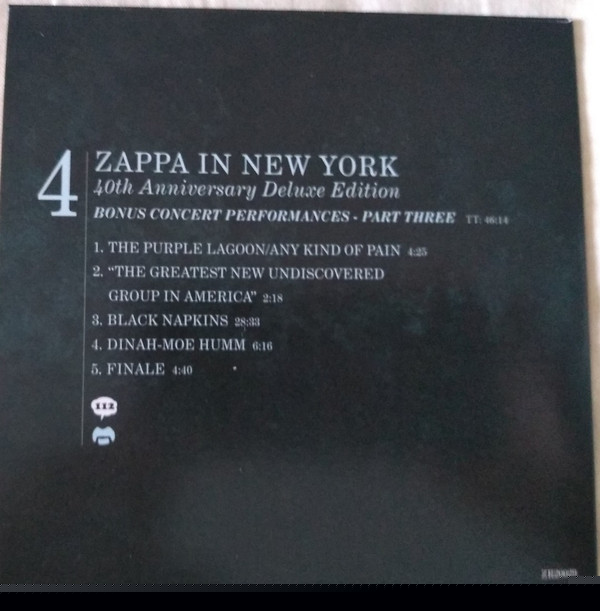 4
ZAPPA IN NEW YORK
40th Anniversary Deluxe Edition
BONUS CONCERT PERFORMANCES - PART THREE TT: 46:14
1. THE PURPLE LAGOON/ANY KIND OF PAIN 4:25
2. “THE GREATEST NEW UNDISCOVERED
GROUP IN AMERICA” 2:18
3. BLACK NAPKINS 28:33
4. DINAH-MOE HUMM 6:16
5. FINALE 4:40
112